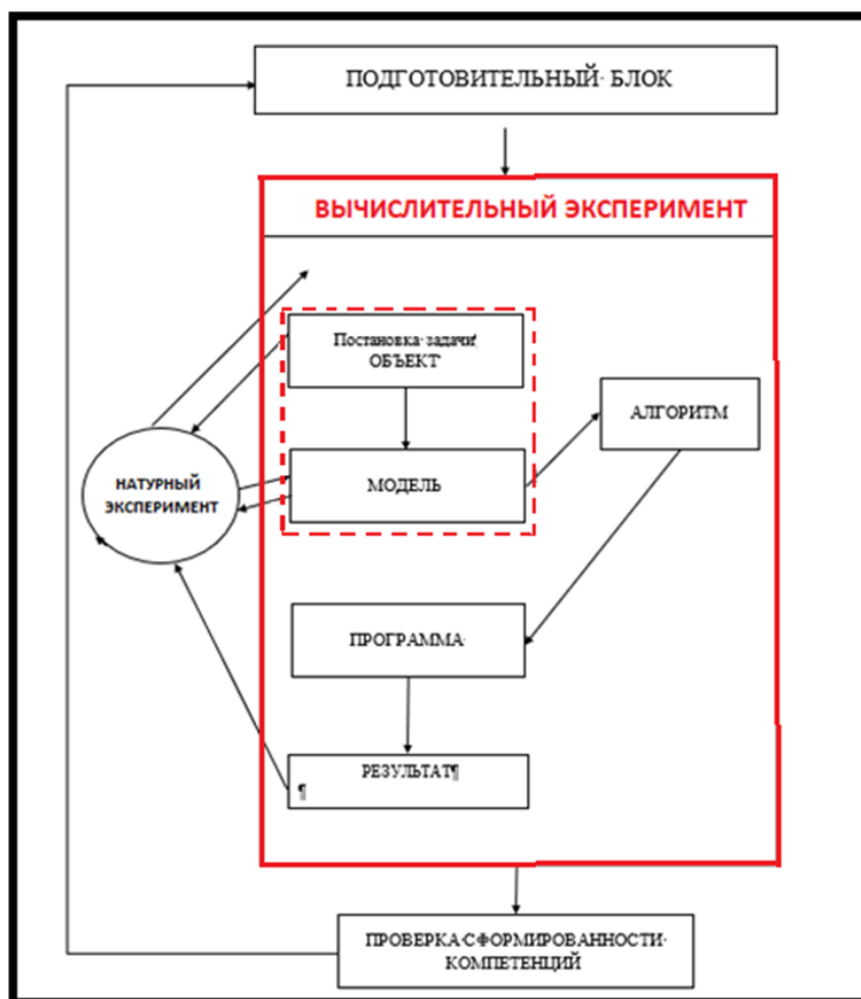 ПОДГОТОВИТЕЛЬНЫЙ· БЛОК
ВЫЧИСЛИТЕЛЬНЫЙ ЭКСПЕРИМЕНТ
Постановка· задачи
ОБЪЕКТ·
АЛГОРИТМ
НАТУРНЫЙ
ЭКСПЕРИМЕНТ
МОДЕЛЬ
ПРОГРАММА·
РЕЗУЛЬТАТ¶
¶
ПРОВЕРКА·СФОРМИРОВАННОСТИ·
КОМПЕТЕНЦИЙ